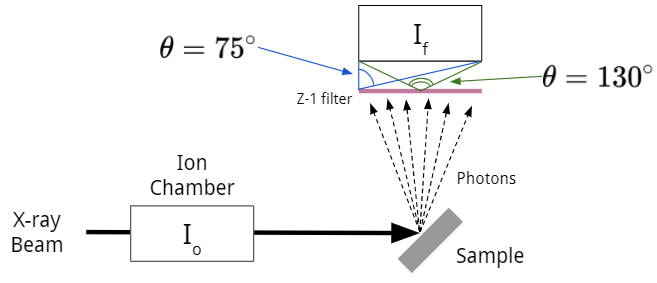 θ = 75°
I_f
θ = 130°
Z-1 filter
Ion
Chamber
Photons
X-ray
Beam
I_o
Sample